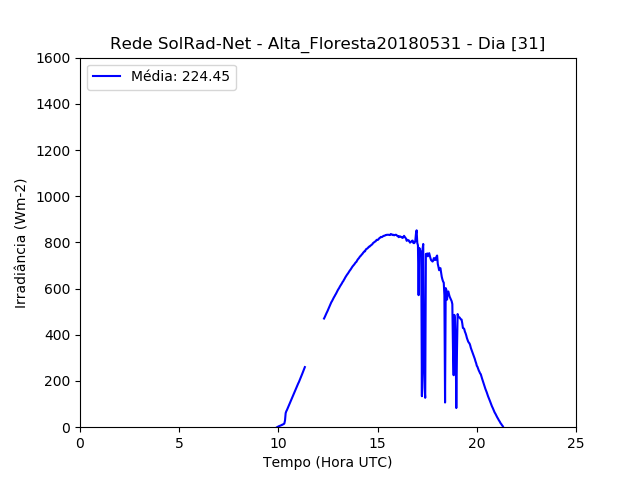 Rede SolRad-Net - Alta_Floresta20180531 - Dia [31]
Média: 224.45
1600
1400
1200
1000
800
600
400
200
0
Irradiância (Wm-2)
0 5 10 15 20 25
Tempo (Hora UTC)